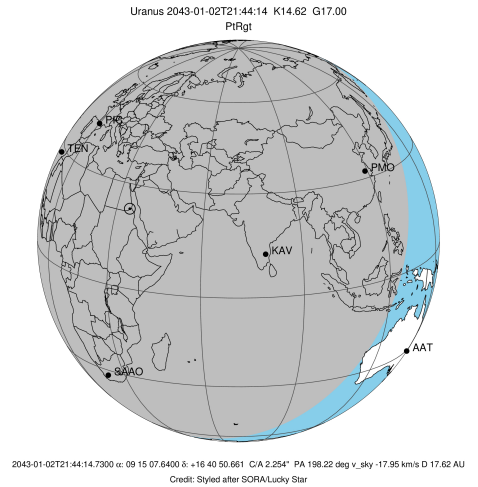 Uranus 2043-01-02T21:44:14 K14.62 G17.00
PtRgt
PIC
TEN
PMO
KAV
AAT
SAAO
2043-01-02T21:44:14.7300 α: 09 15 07.6400 δ: +16 40 50.661 C/A 2.254" PA 198.22 deg v_sky -17.95 km/s D 17.62 AU
Credit: Styled after SORA/Lucky Star